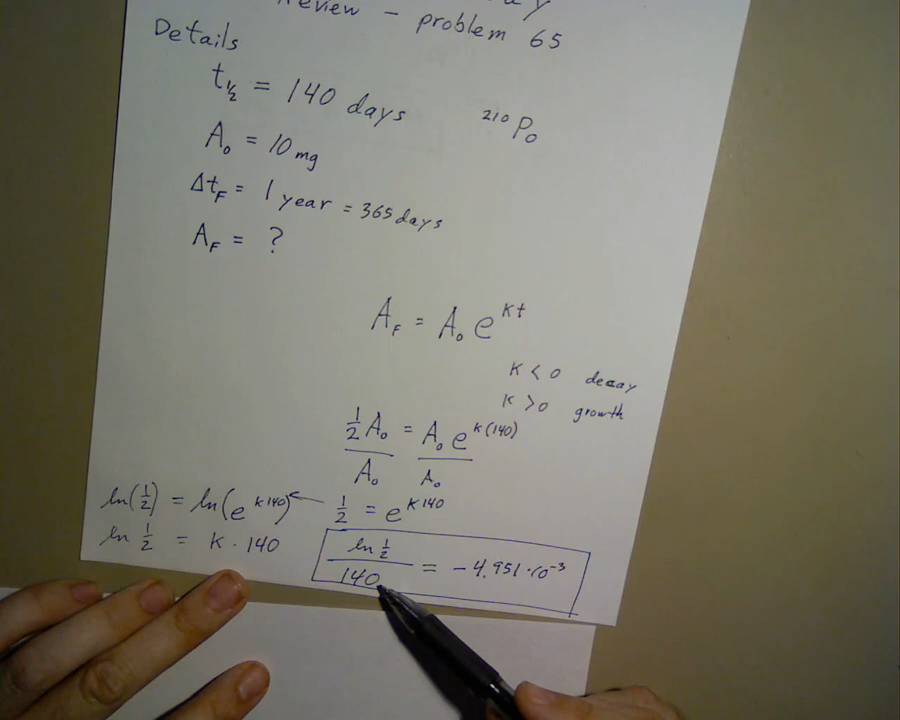 Review - problem 65
Details
t½ = 140 days
²¹⁰Po
A₀ = 10 mg
Δt_F = 1 year = 365 days
A_F = ?
A_F = A₀ e^kt
K < 0 decay
K > 0 growth
½A₀ / A₀ = A₀ e^k(140) / A₀
½ = e^k140
ln(½) = ln(e^k140)
ln ½ = K · 140
ln ½ / 140 = -4.951·10⁻³